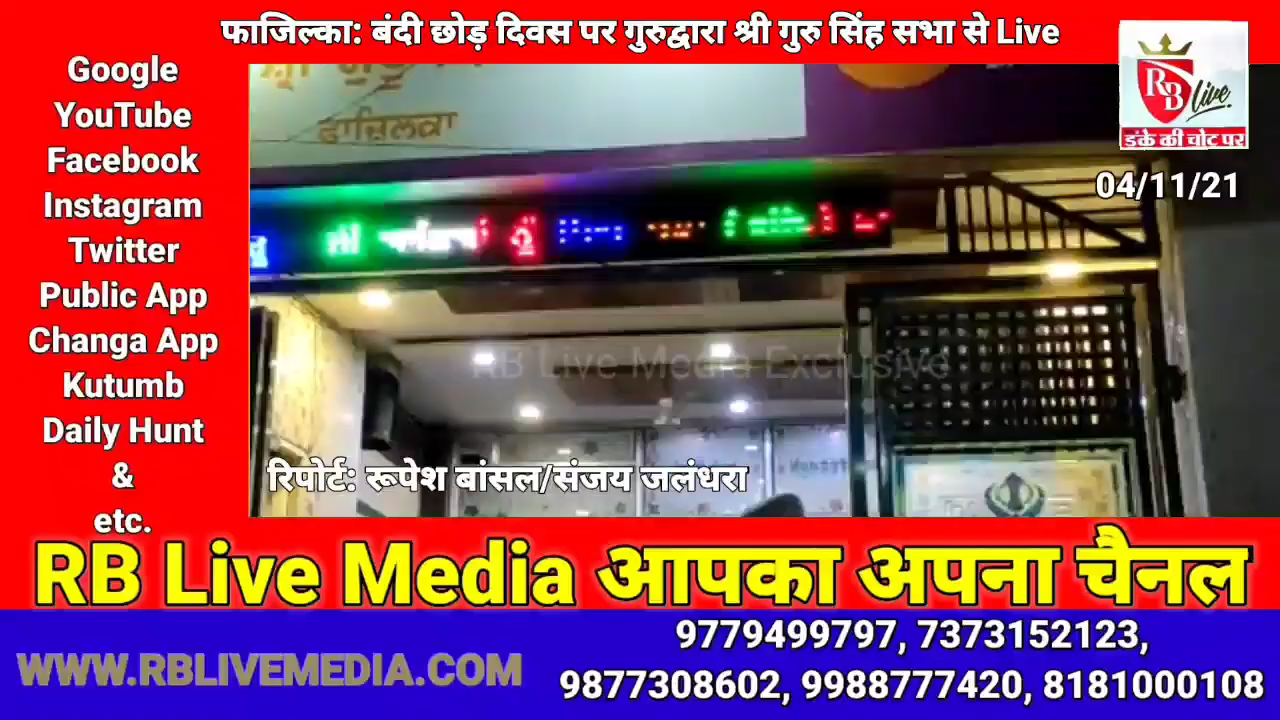 फाजिल्का: बंदी छोड़ दिवस पर गुरुद्वारा श्री गुरु सिंह सभा से Live
Google
YouTube
Facebook
Instagram
Twitter
Public App
Changa App
Kutumb
Daily Hunt
&
etc.
RB Live
डंके की चोट पर
04/11/21
ਫਾਜ਼ਿਲਕਾ
RB Live Media Exclusive
रिपोर्ट: रूपेश बांसल/संजय जलंधरा
RB Live Media आपका अपना चैनल
WWW.RBLIVEMEDIA.COM
9779499797, 7373152123,
9877308602, 9988777420, 8181000108